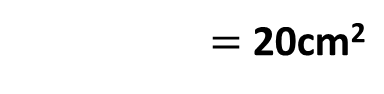 = 20cm²